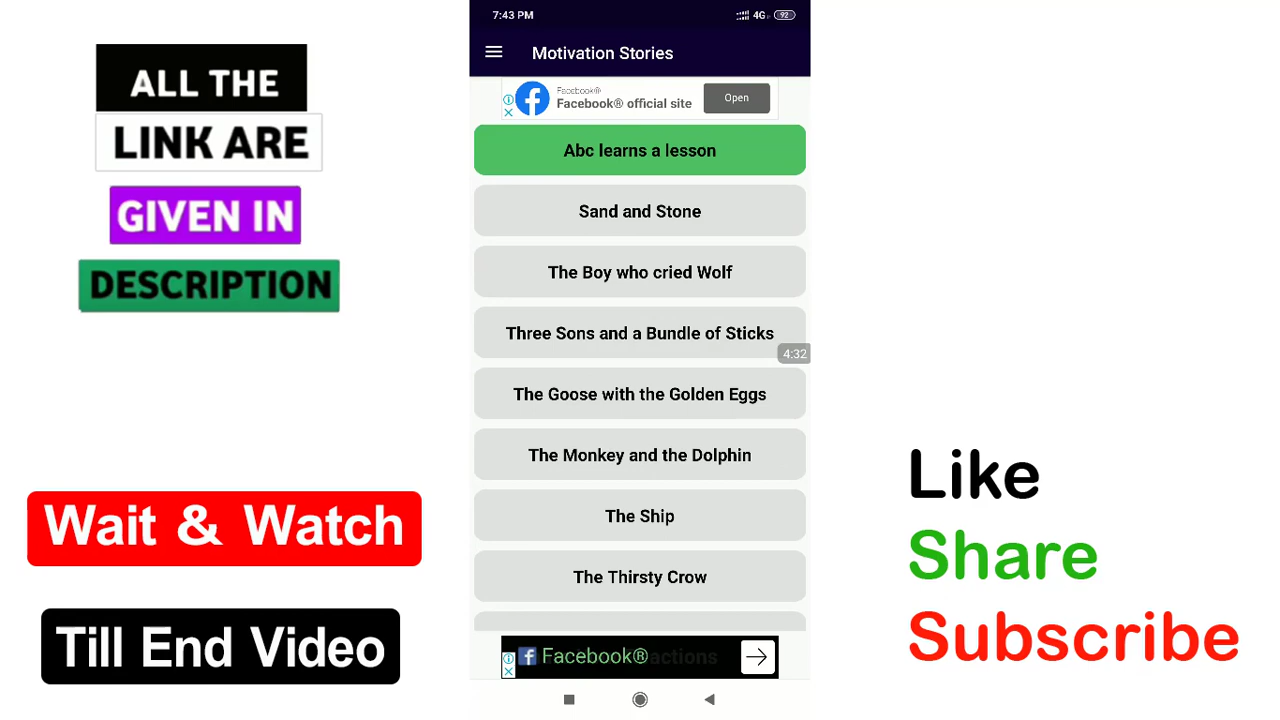 ALL THE
LINK ARE
GIVEN IN
DESCRIPTION
Wait & Watch
Till End Video
7:43 PM
4G
92
Motivation Stories
Facebook®
Facebook® official site
Open
Abc learns a lesson
Sand and Stone
The Boy who cried Wolf
Three Sons and a Bundle of Sticks
4:32
The Goose with the Golden Eggs
The Monkey and the Dolphin
The Ship
The Thirsty Crow
Facebook®
Like
Share
Subscribe